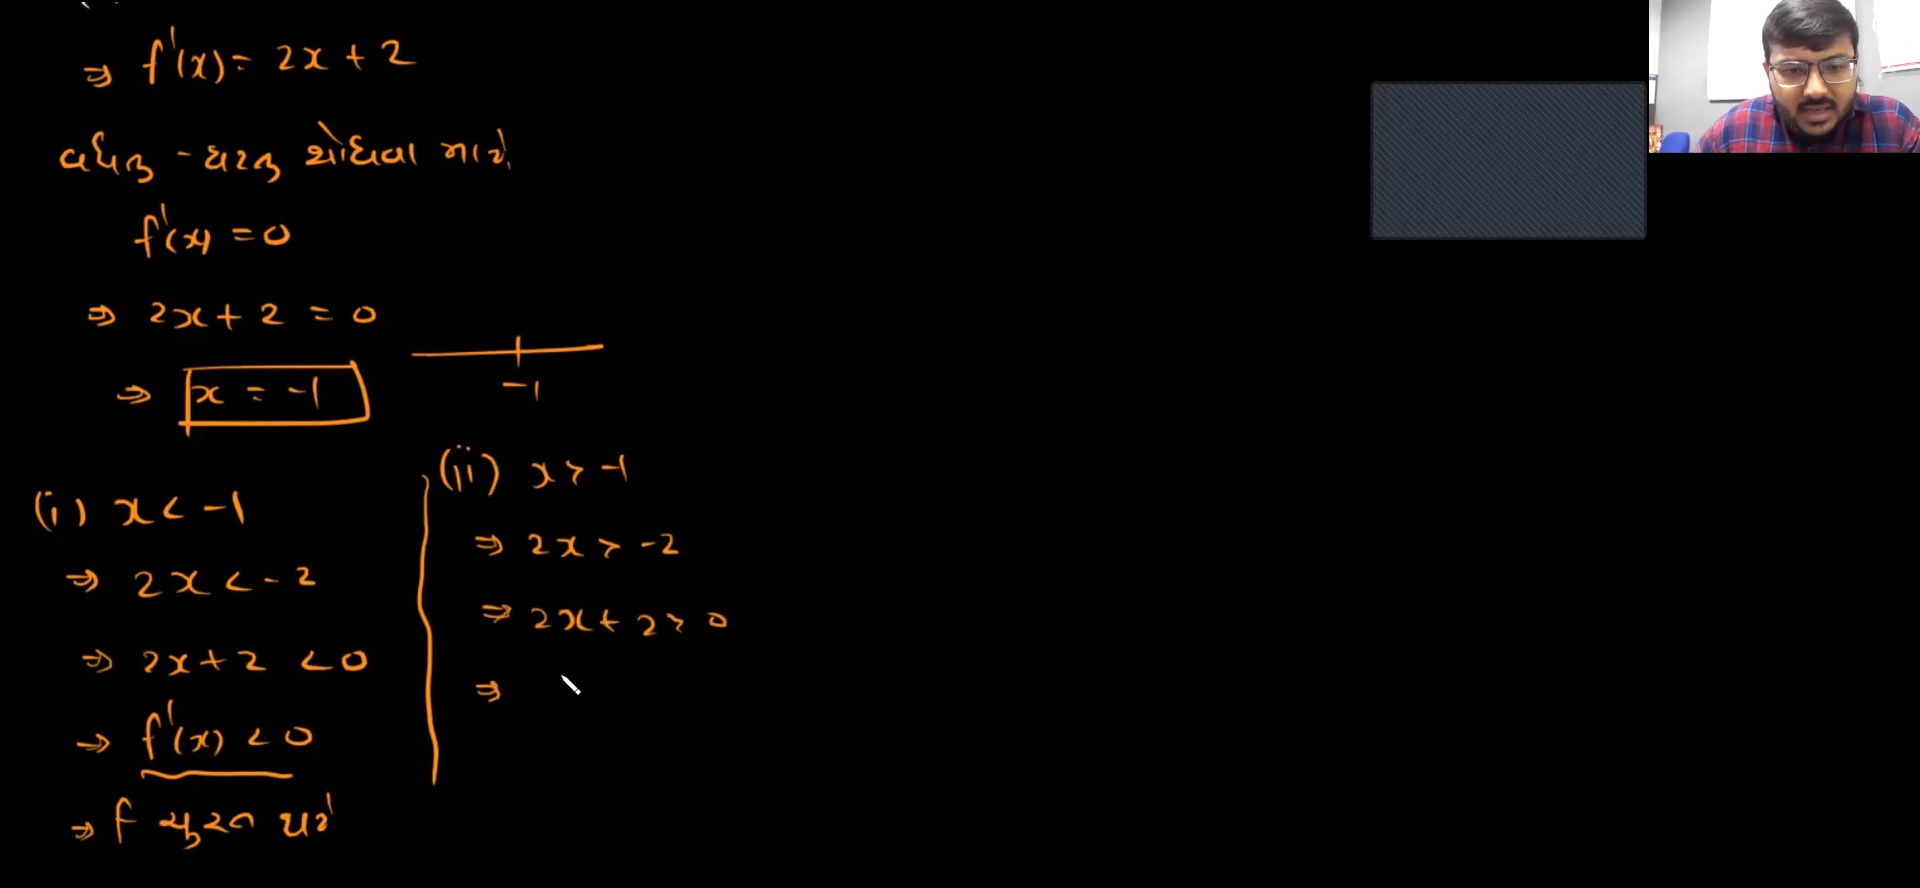 ⇒ f'(x) = 2x + 2
વધતુ - ઘટતુ શોધવા માટે
f'(x) = 0
⇒ 2x + 2 = 0
⇒ x = -1
-1
(i) x < -1
⇒ 2x < -2
⇒ 2x + 2 < 0
⇒ f'(x) < 0
⇒ f ચુસ્ત ઘટે
(ii) x > -1
⇒ 2x > -2
⇒ 2x + 2 > 0
⇒